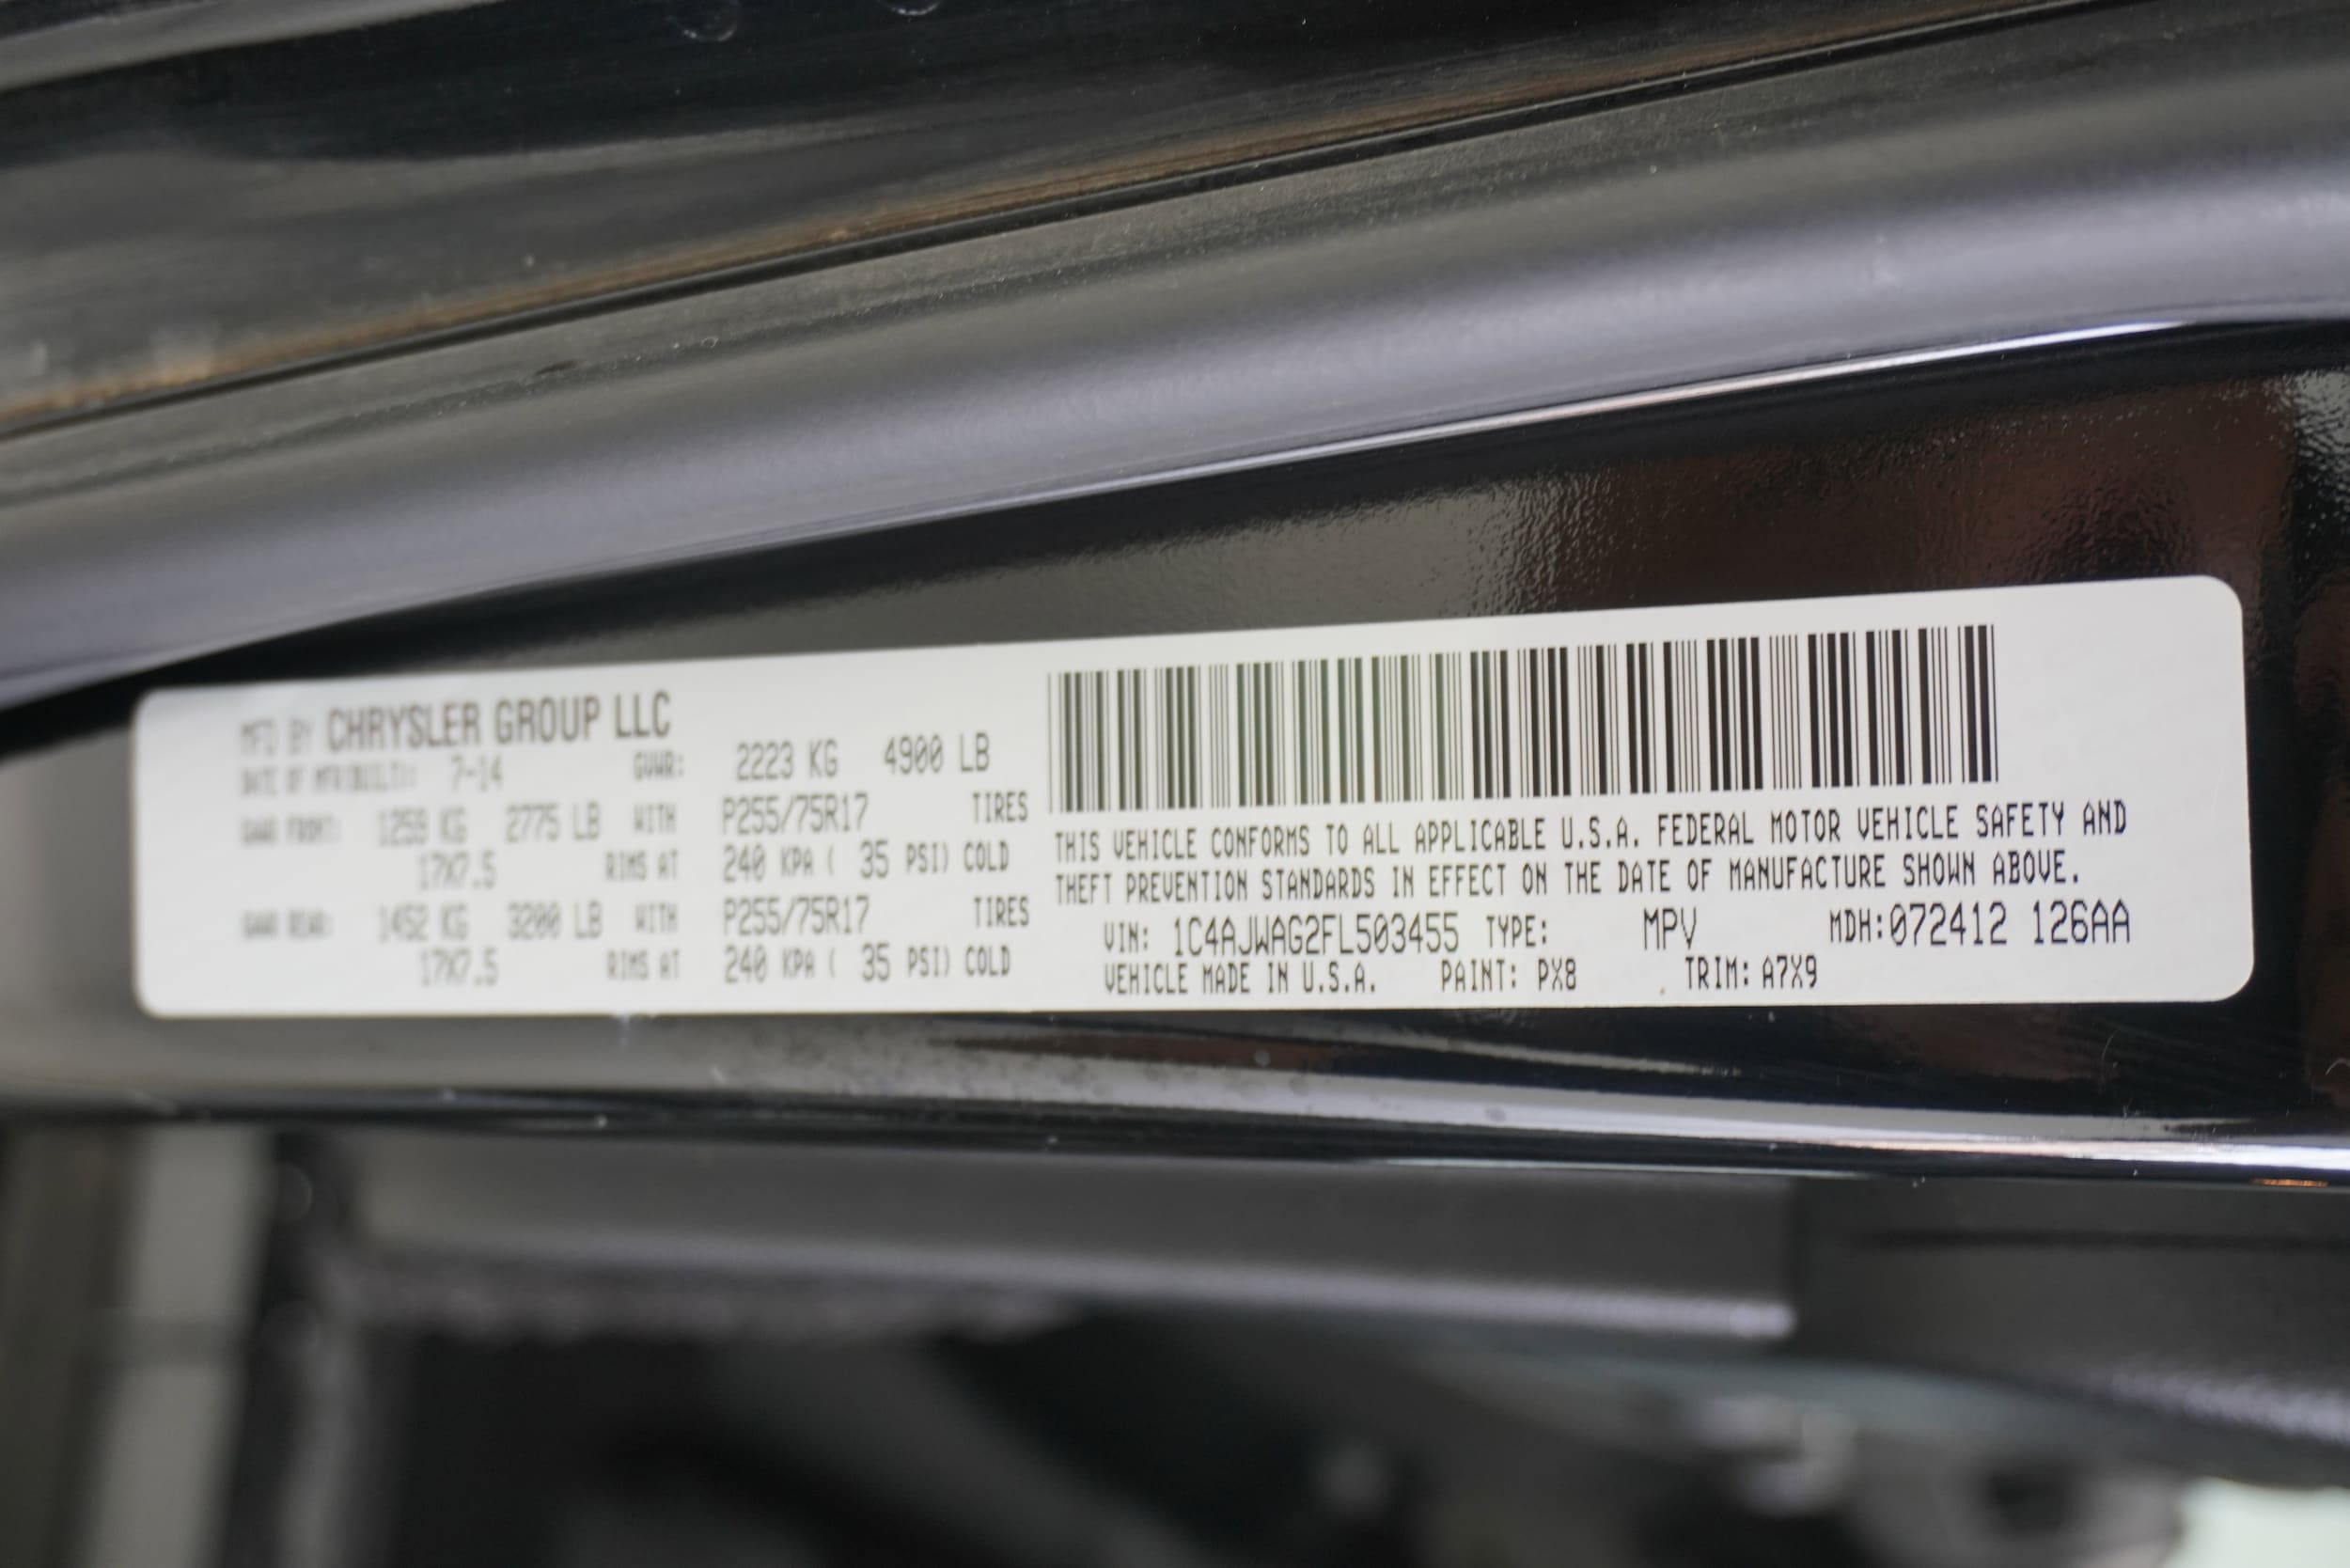 MFD BY CHRYSLER GROUP LLC
DATE OF MFR(BUILT): 7-14 GVWR: 2223 KG 4900 LB
GAWR FRONT: 1259 KG 2775 LB WITH P255/75R17 TIRES
17X7.5 RIMS AT 240 KPA ( 35 PSI) COLD
GAWR REAR: 1452 KG 3200 LB WITH P255/75R17 TIRES
17X7.5 RIMS AT 240 KPA ( 35 PSI) COLD
THIS VEHICLE CONFORMS TO ALL APPLICABLE U.S.A. FEDERAL MOTOR VEHICLE SAFETY AND
THEFT PREVENTION STANDARDS IN EFFECT ON THE DATE OF MANUFACTURE SHOWN ABOVE.
VIN: 1C4AJWAG2FL503455 TYPE: MPV MDH:072412 126AA
VEHICLE MADE IN U.S.A. PAINT: PX8 TRIM: A7X9